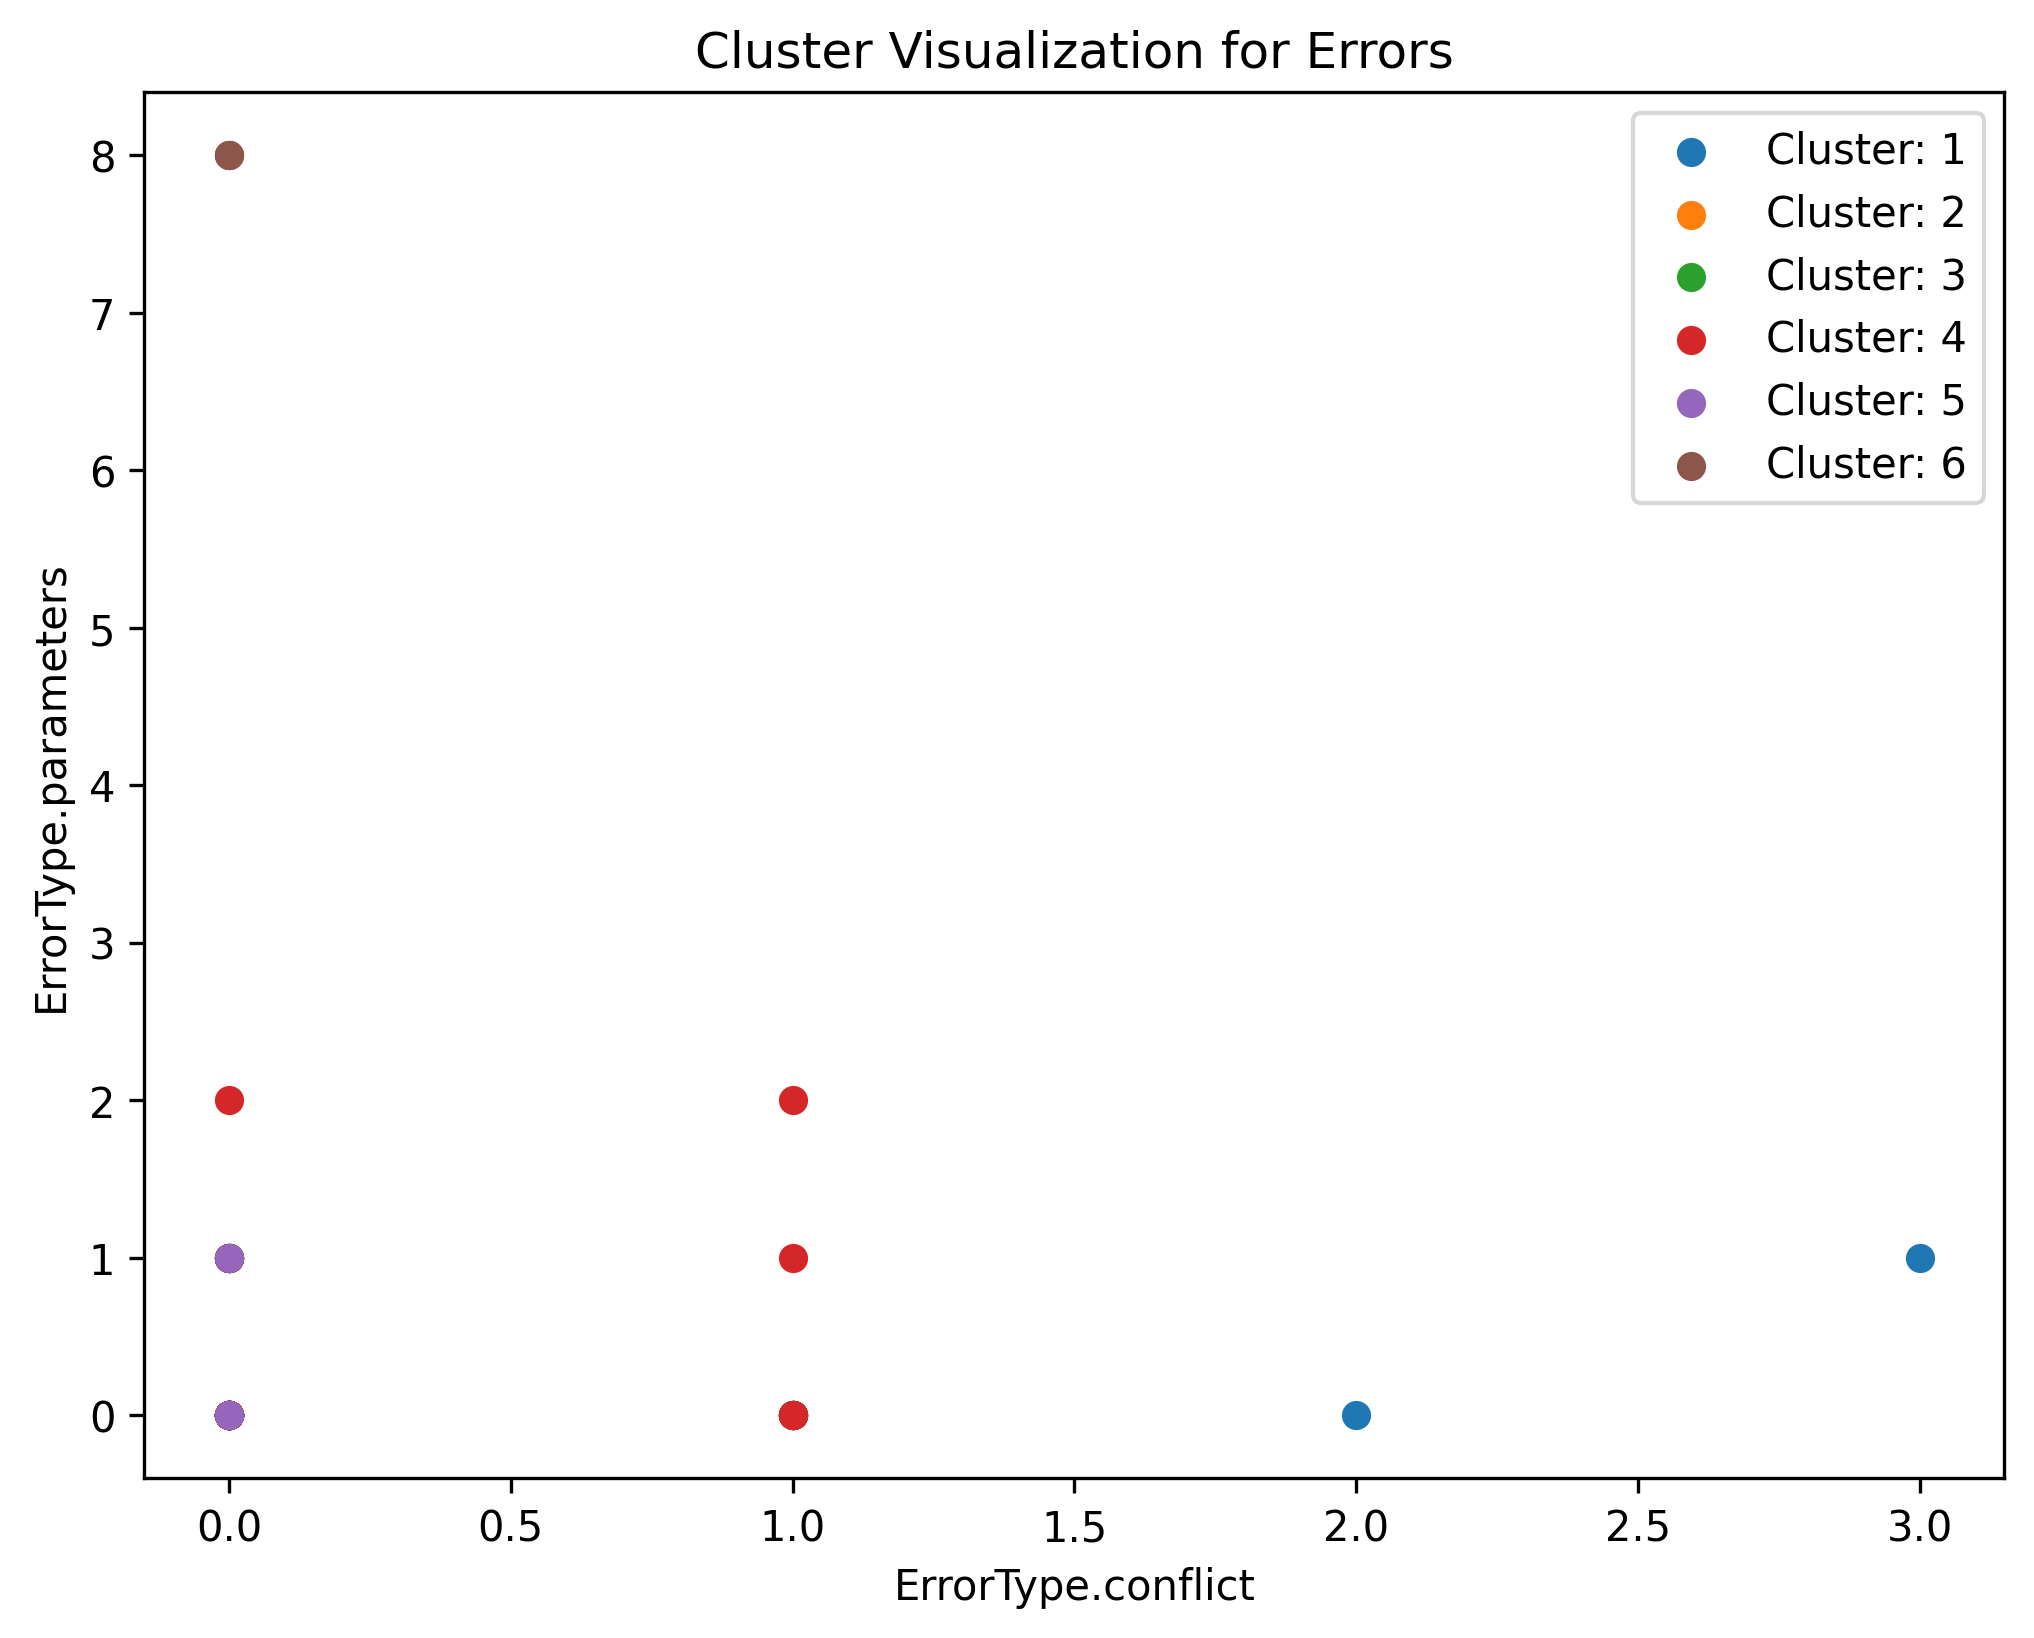 Cluster Visualization for Errors
Cluster: 1
Cluster: 2
Cluster: 3
Cluster: 4
Cluster: 5
Cluster: 6
ErrorType.parameters
8
7
6
5
4
3
2
1
0
0.0 0.5 1.0 1.5 2.0 2.5 3.0
ErrorType.conflict